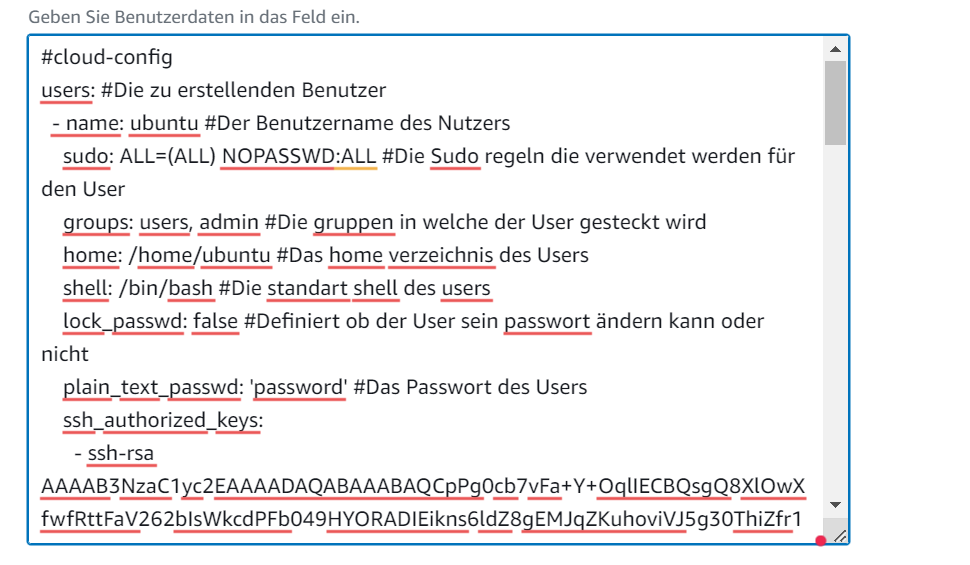 Geben Sie Benutzerdaten in das Feld ein.
#cloud-config
users: #Die zu erstellenden Benutzer
- name: ubuntu #Der Benutzername des Nutzers
sudo: ALL=(ALL) NOPASSWD:ALL #Die Sudo regeln die verwendet werden für
den User
groups: users, admin #Die gruppen in welche der User gesteckt wird
home: /home/ubuntu #Das home verzeichnis des Users
shell: /bin/bash #Die standart shell des users
lock_passwd: false #Definiert ob der User sein passwort ändern kann oder
nicht
plain_text_passwd: 'password' #Das Passwort des Users
ssh_authorized_keys:
- ssh-rsa
AAAAB3NzaC1yc2EAAAADAQABAAABAQCpPg0cb7vFa+Y+OqlIECBQsgQ8XlOwX
fwfRttFaV262bIsWkcdPFb049HYORADIEikns6ldZ8gEMJqZKuhoviVJ5g30ThiZfr1